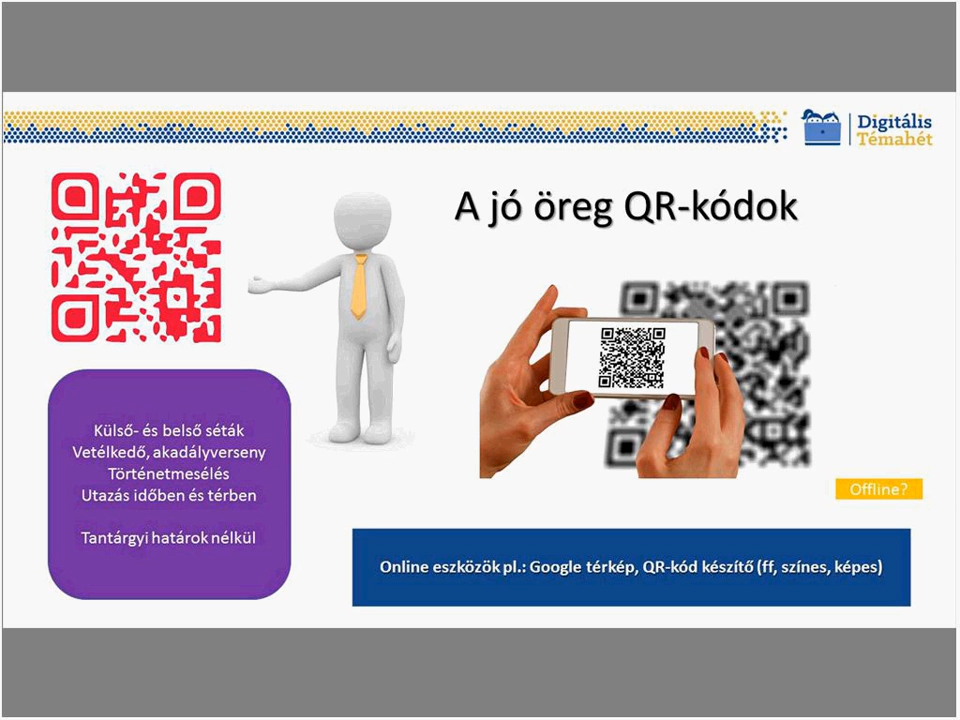 Digitális
Témahét
A jó öreg QR-kódok
Külső- és belső séták
Vetélkedő, akadályverseny
Történetmesélés
Utazás időben és térben
Tantárgyi határok nélkül
Offline?
Online eszközök pl.: Google térkép, QR-kód készítő (ff, színes, képes)